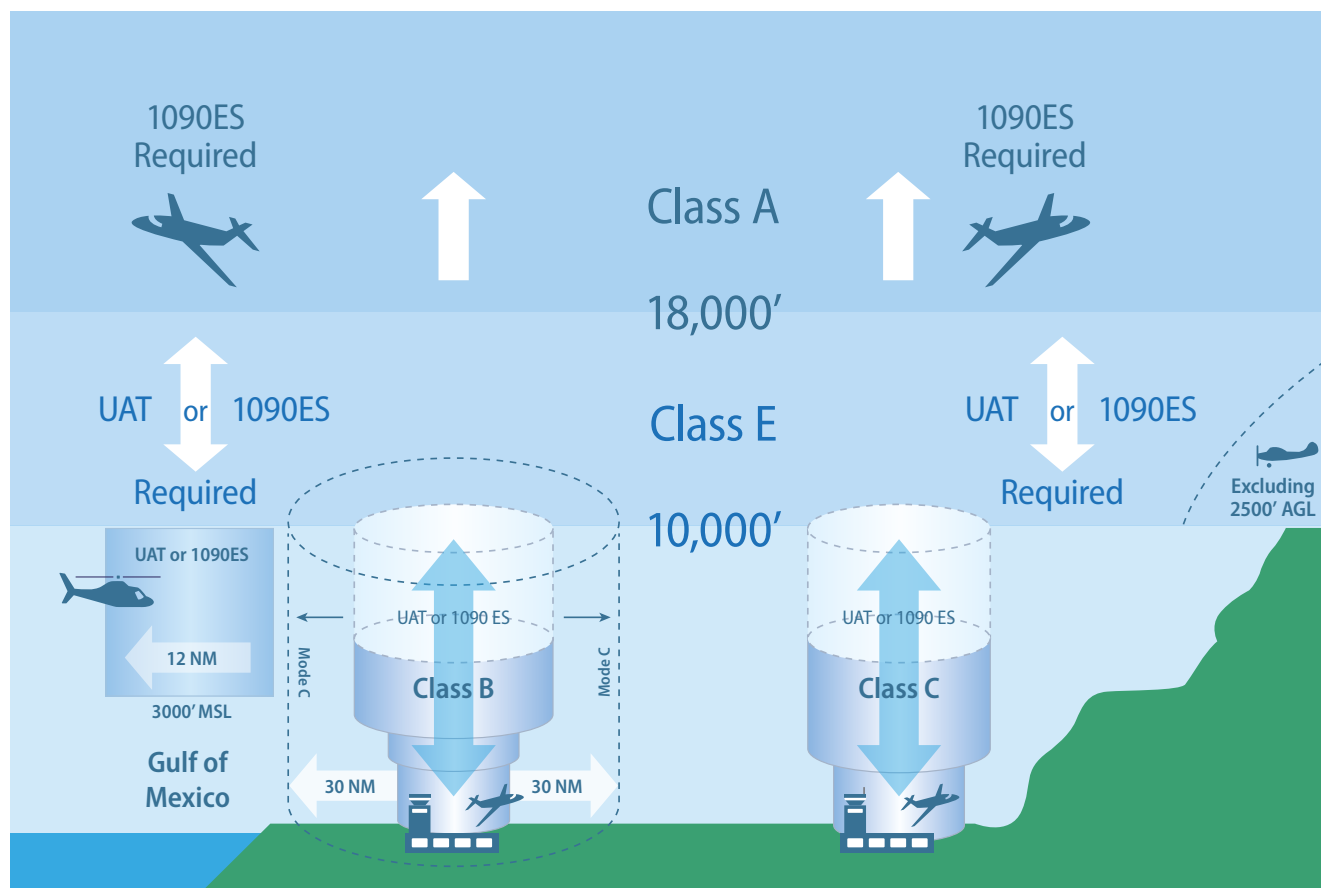 1090ES
Required
1090ES
Required
Class A
18,000’
UAT or 1090ES
Required
Class E
UAT or 1090ES
Required
Excluding
2500’ AGL
10,000’
UAT or 1090ES
12 NM
3000’ MSL
Gulf of
Mexico
Mode C
UAT or 1090 ES
Mode C
Class B
30 NM
30 NM
UAT or 1090 ES
Class C